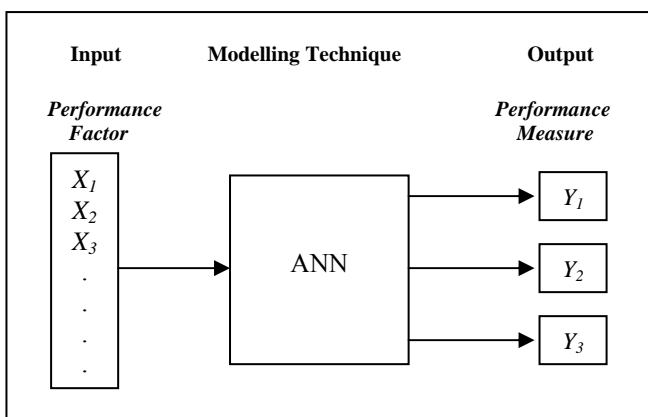 Input Modelling Technique Output
Performance Factor
Performance Measure
X1
X2
X3
.
.
.
.
ANN
Y1
Y2
Y3